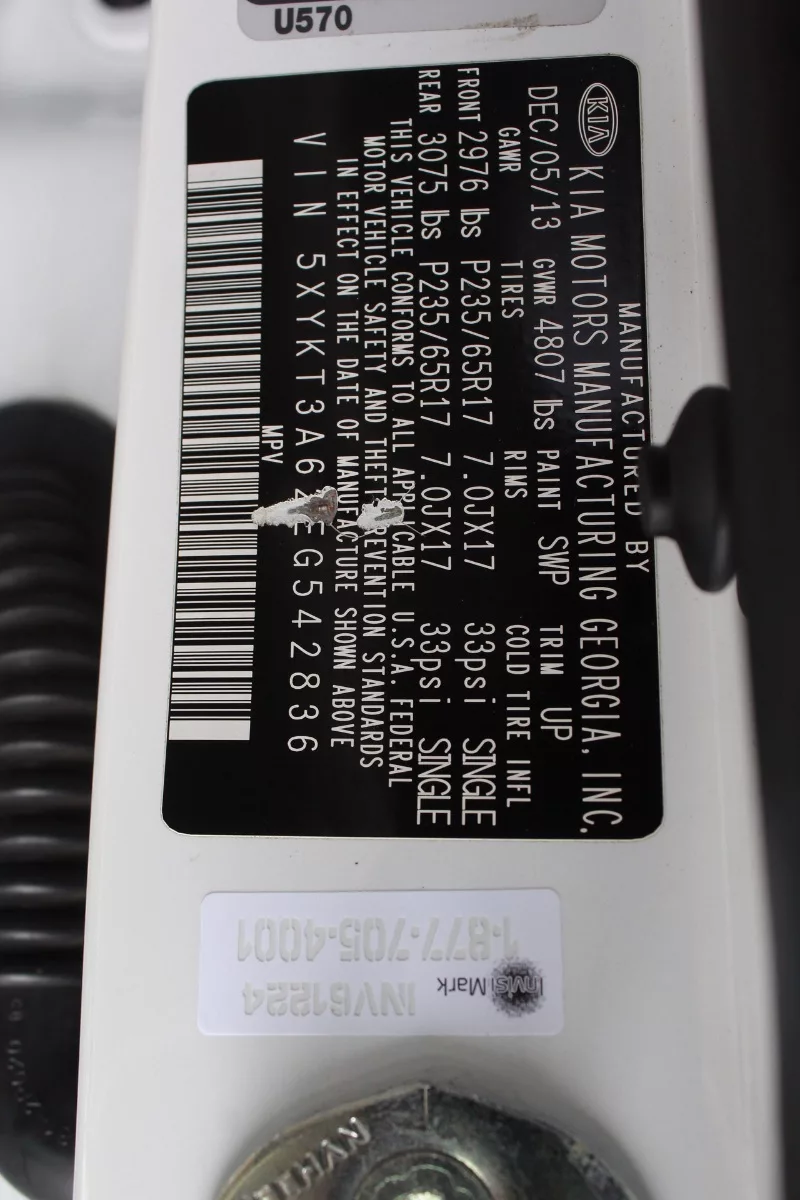 U570
MANUFACTURED BY
KIA KIA MOTORS MANUFACTURING GEORGIA, INC.
DEC/05/13 GVWR 4807 lbs PAINT SWP TRIM UP
GAWR TIRES RIMS COLD TIRE INFL
FRONT 2976 lbs P235/65R17 7.0JX17 33psi SINGLE
REAR 3075 lbs P235/65R17 7.0JX17 33psi SINGLE
THIS VEHICLE CONFORMS TO ALL APPLICABLE U.S.A. FEDERAL
MOTOR VEHICLE SAFETY AND THEFT PREVENTION STANDARDS
IN EFFECT ON THE DATE OF MANUFACTURE SHOWN ABOVE
VIN 5XYKT3A62EG542836
MPV
InvisiMark INV61224
1-877-705-4001